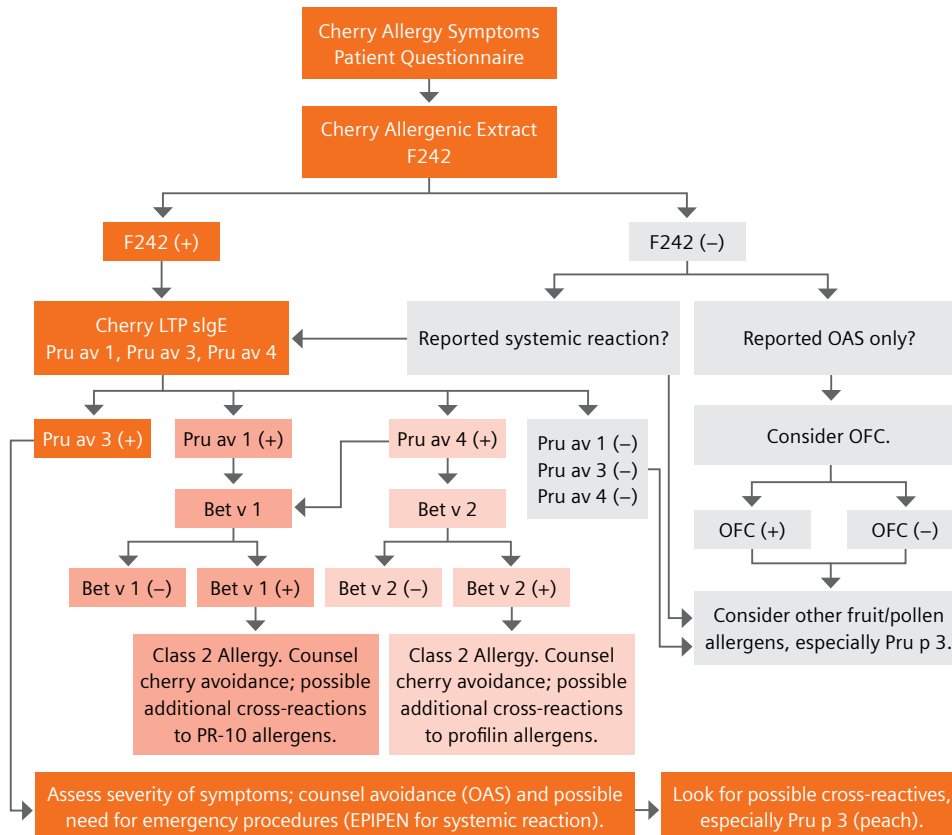 Cherry Allergy Symptoms
Patient Questionnaire
Cherry Allergenic Extract
F242
F242 (+)
F242 (–)
Cherry LTP sIgE
Pru av 1, Pru av 3, Pru av 4
Reported systemic reaction?
Reported OAS only?
Pru av 3 (+)
Pru av 1 (+)
Pru av 4 (+)
Pru av 1 (–)
Pru av 3 (–)
Pru av 4 (–)
Consider OFC.
Bet v 1
Bet v 2
OFC (+)
OFC (–)
Bet v 1 (–)
Bet v 1 (+)
Bet v 2 (–)
Bet v 2 (+)
Consider other fruit/pollen
allergens, especially Pru p 3.
Class 2 Allergy. Counsel
cherry avoidance; possible
additional cross-reactions
to PR-10 allergens.
Class 2 Allergy. Counsel
cherry avoidance; possible
additional cross-reactions
to profilin allergens.
Assess severity of symptoms; counsel avoidance (OAS) and possible
need for emergency procedures (EPIPEN for systemic reaction).
Look for possible cross-reactives,
especially Pru p 3 (peach).